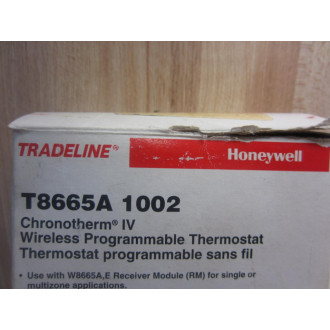 TRADELINE®
Honeywell
T8665A 1002
Chronotherm® IV
Wireless Programmable Thermostat
Thermostat programmable sans fil
• Use with W8665A,E Receiver Module (RM) for single or
multizone applications.